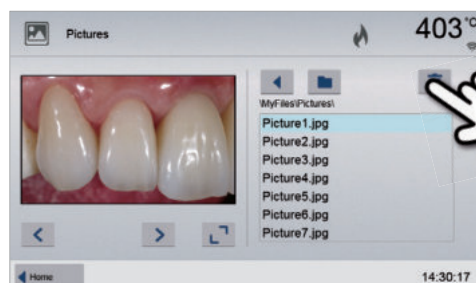 Pictures
403 °C
\MyFiles\Pictures\
Picture1.jpg
Picture2.jpg
Picture3.jpg
Picture4.jpg
Picture5.jpg
Picture6.jpg
Picture7.jpg
Home
14:30:17